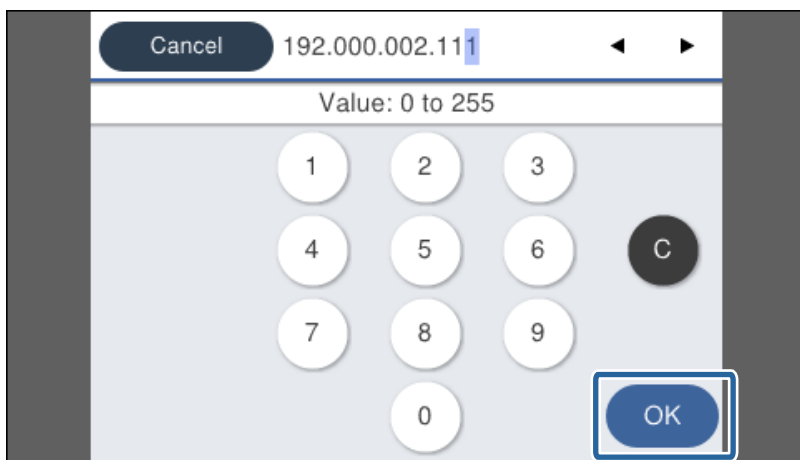 Cancel 192.000.002.111 ◀ ▶
Value: 0 to 255
1 2 3
4 5 6 C
7 8 9
0 OK